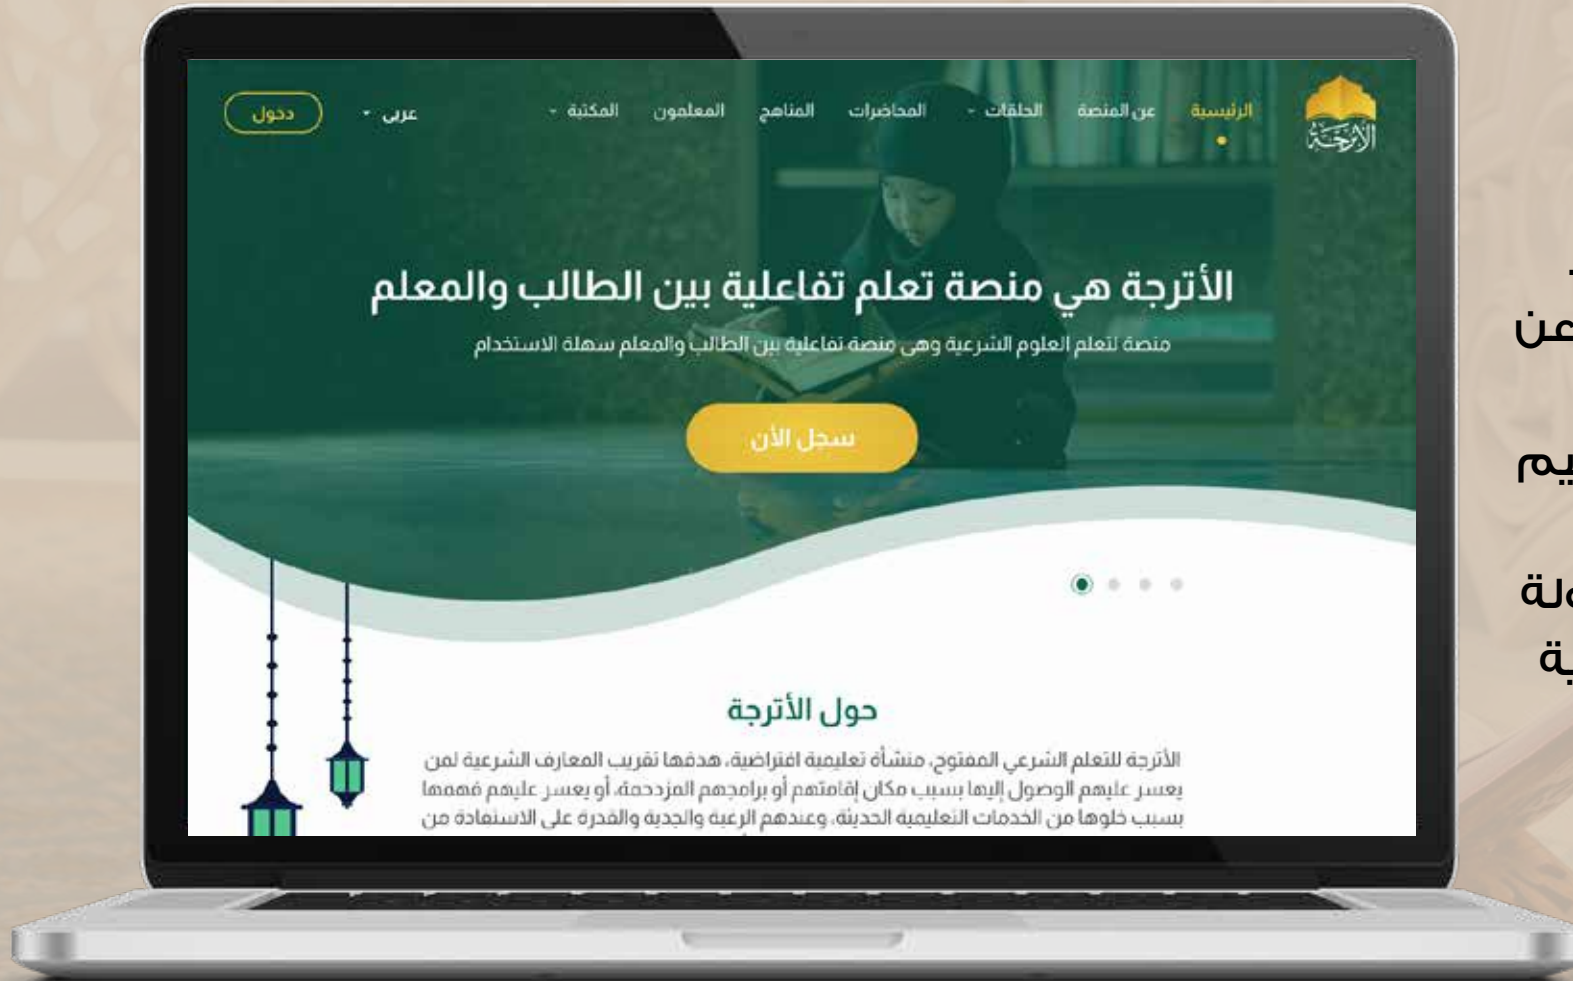 الأترجة
الرئيسية عن المنصة الحلقات المحاضرات المناهج المعلمون المكتبة عربى دخول
الأترجة هي منصة تعلم تفاعلية بين الطالب والمعلم
منصة لتعلم العلوم الشرعية وهى منصة تفاعلية بين الطالب والمعلم سهلة الاستخدام
سجل الأن
حول الأترجة
الأترجة للتعلم الشرعي المفتوح، منشأة تعليمية افتراضية، هدفها تقريب المعارف الشرعية لمن
يعسر عليهم الوصول إليها بسبب مكان إقامتهم أو برامجهم المزدحمة، أو يعسر عليهم فهمها
بسبب خلوها من الخدمات التعليمية الحديثة، وعندهم الرغبة والجدية والقدرة على الاستفادة من
عن